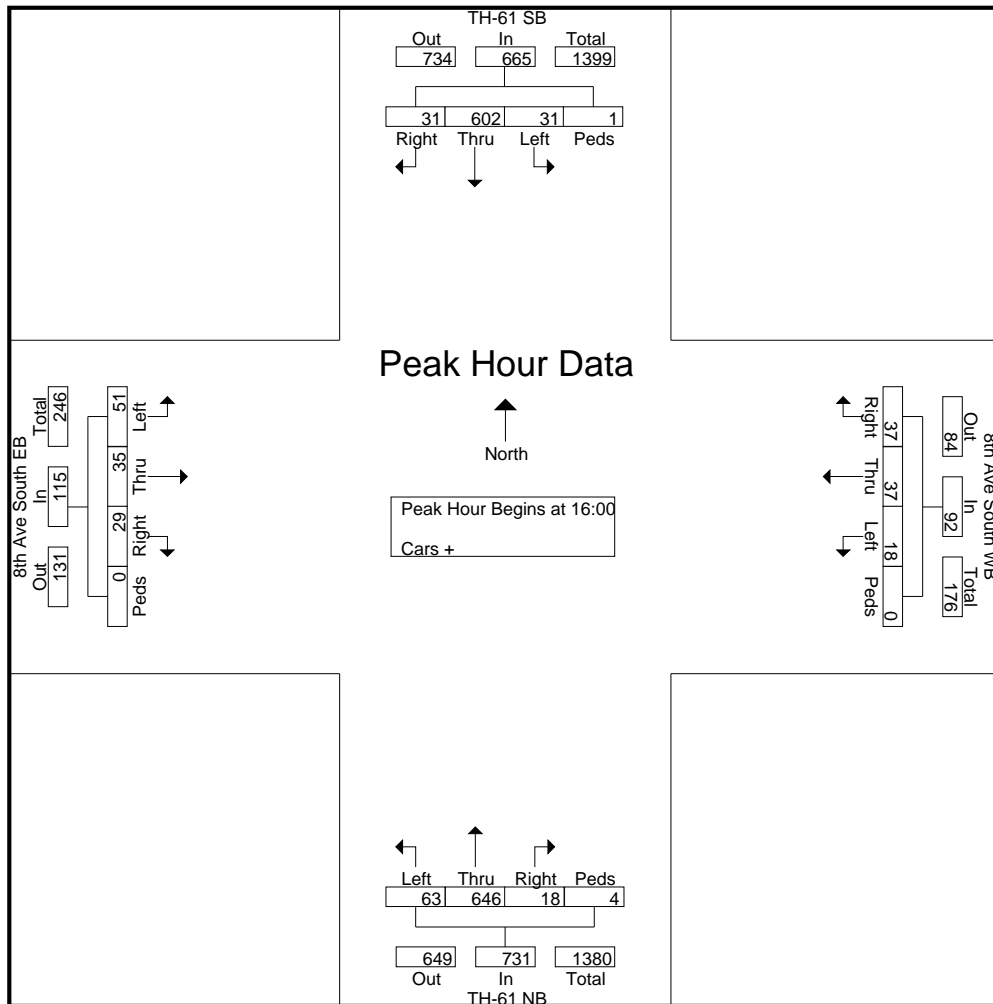 TH-61 SB
Out In Total
734 665 1399
31 602 31 1
Right Thru Left Peds
Peak Hour Data
North
Peak Hour Begins at 16:00
Cars +
8th Ave South EB
Total In Out
246 115 131
51 35 29 0
Left Thru Right Peds
8th Ave South WB
Out In Total
84 92 176
Right Thru Left Peds
37 37 18 0
Left Thru Right Peds
63 646 18 4
649 731 1380
Out In Total
TH-61 NB